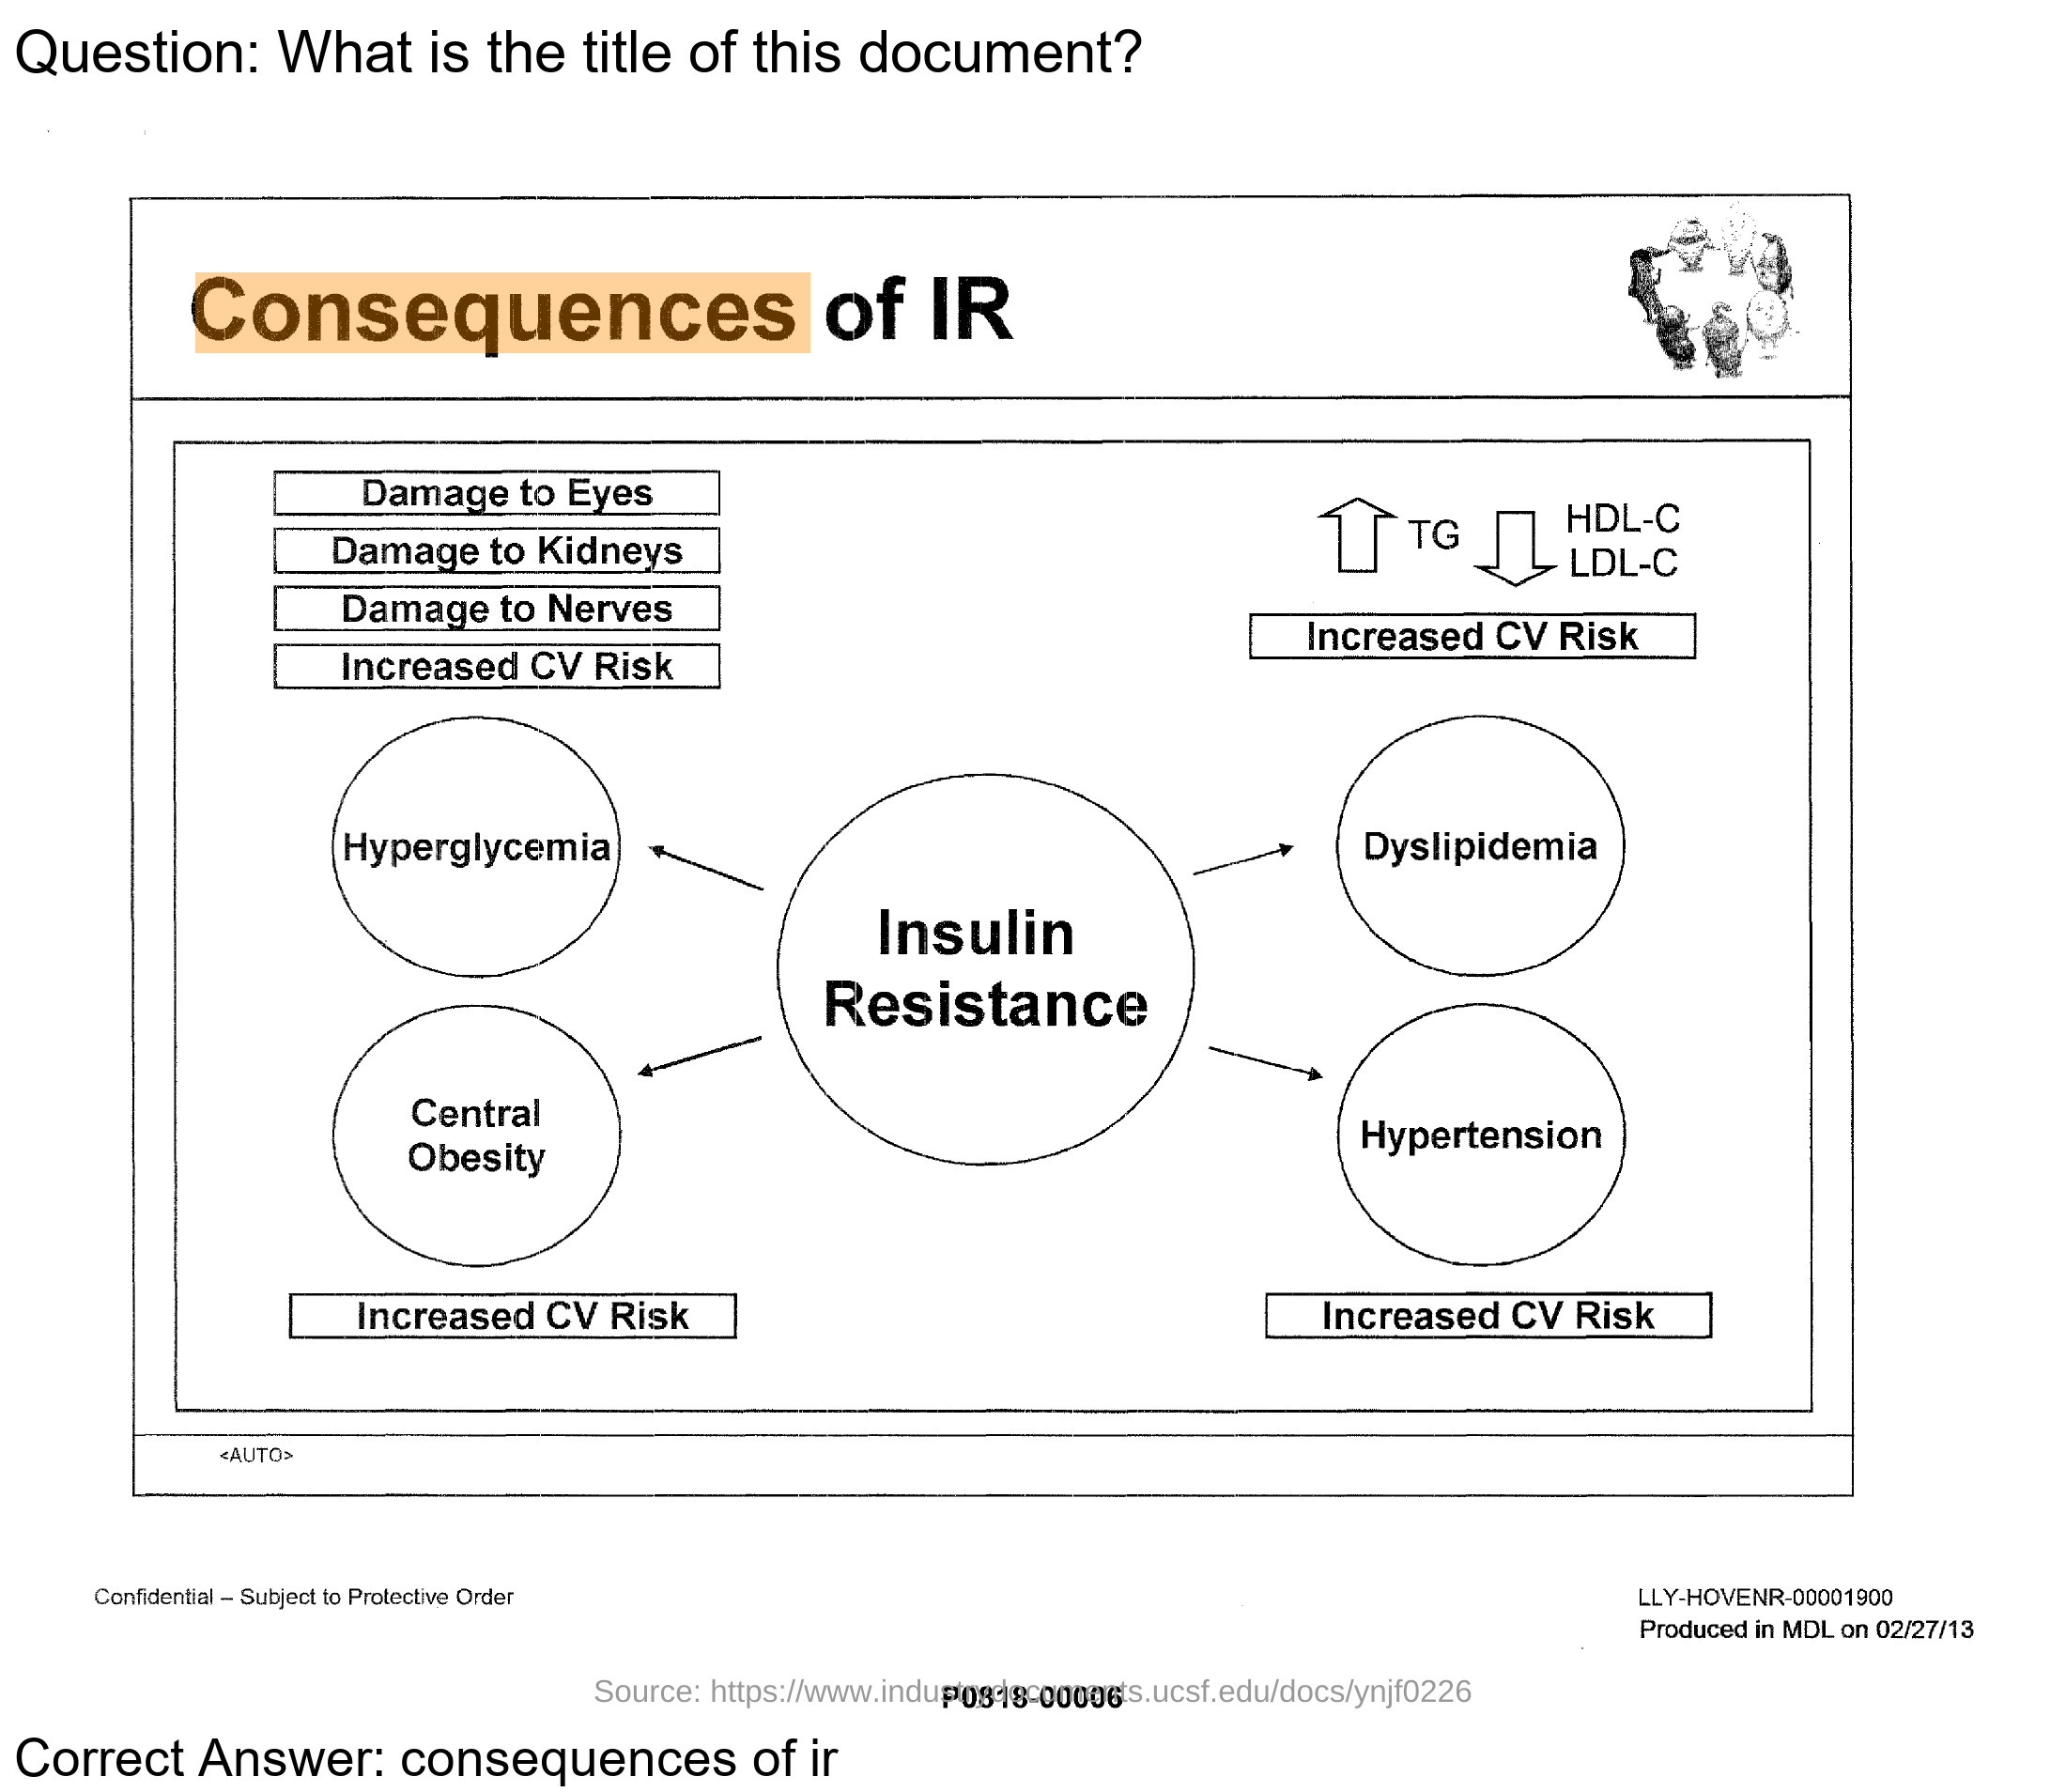 Question: What is the title of this document?
Consequences of IR
Damage to Eyes
Damage to Kidneys
Damage to Nerves
Increased CV Risk
TG
HDL-C
LDL-C
Increased CV Risk
Hyperglycemia
Dyslipidemia
Insulin
Resistance
Central
Obesity
Hypertension
Increased CV Risk
Increased CV Risk
<AUTO>
Confidential – Subject to Protective Order
LLY-HOVENR-00001900
Produced in MDL on 02/27/13
Source: https://www.industrydocuments.ucsf.edu/docs/ynjf0226
Correct Answer: consequences of ir